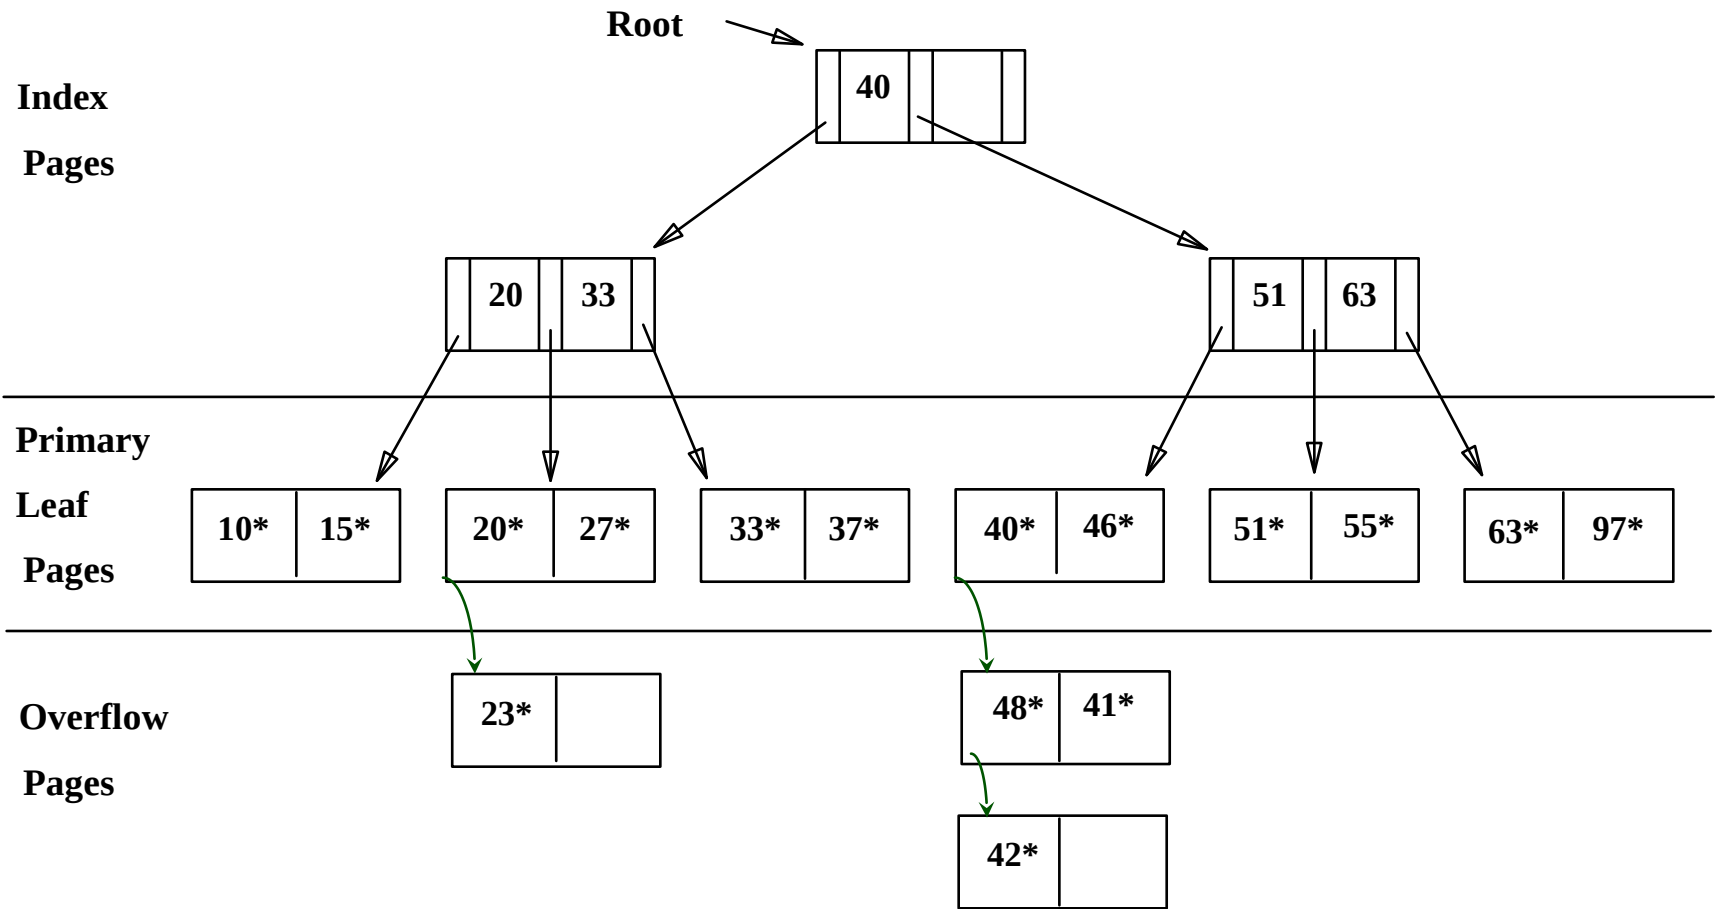 Root
40
Index
Pages
20 33
51 63
Primary
Leaf
Pages
10* 15*
20* 27*
33* 37*
40* 46*
51* 55*
63* 97*
Overflow
Pages
23*
48* 41*
42*